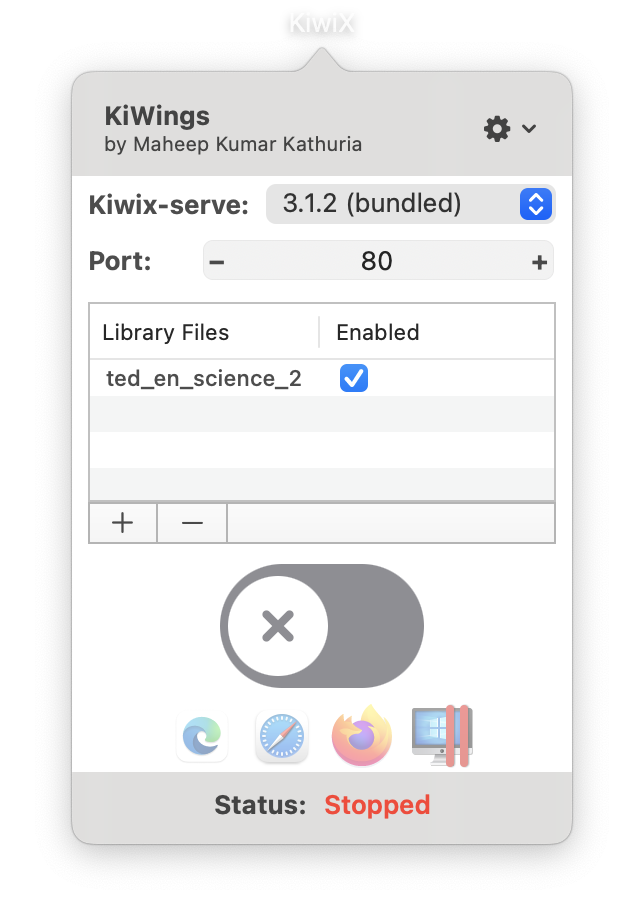 KiwiX
KiWings
by Maheep Kumar Kathuria
Kiwix-serve: 3.1.2 (bundled)
Port: − 80 +
Library Files Enabled
ted_en_science_2
+ −
Status: Stopped